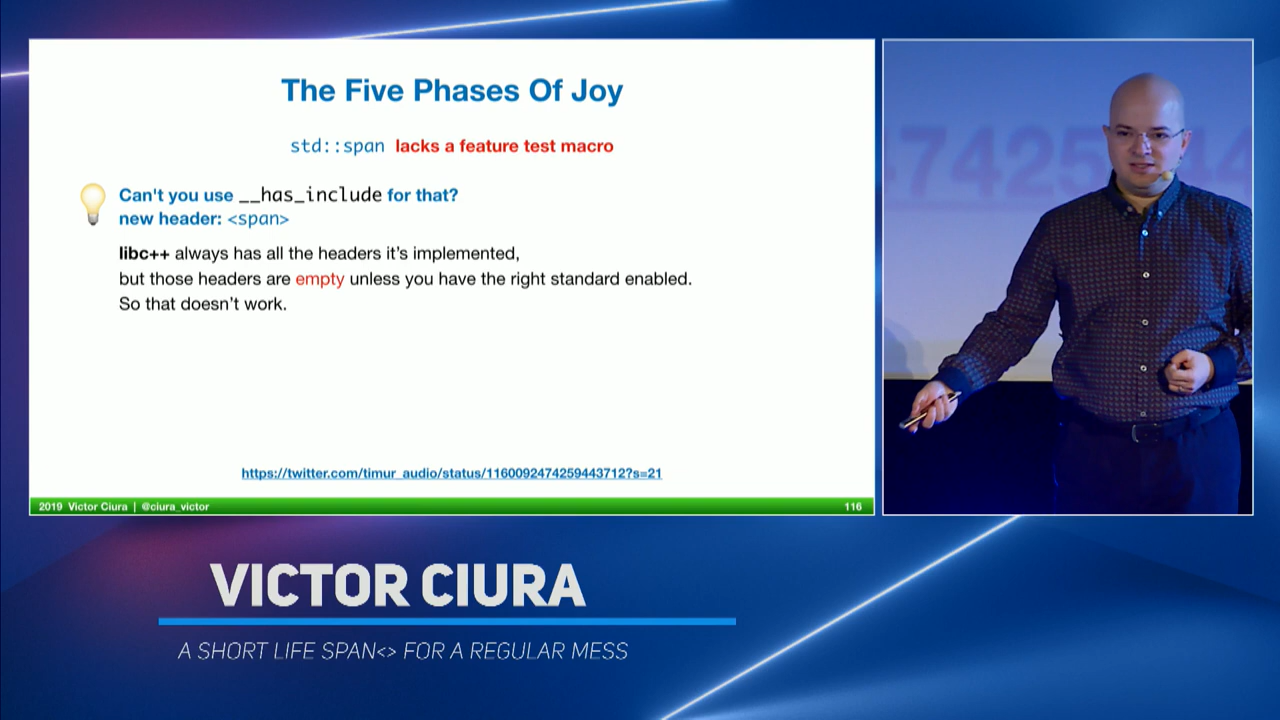 The Five Phases Of Joy
std::span lacks a feature test macro
Can't you use __has_include for that?
new header: <span>
libc++ always has all the headers it's implemented,
but those headers are empty unless you have the right standard enabled.
So that doesn't work.
https://twitter.com/timur_audio/status/1160092474259443712?s=21
2019 Victor Ciura | @ciura_victor
116
74259443
VICTOR CIURA
A SHORT LIFE SPAN<> FOR A REGULAR MESS